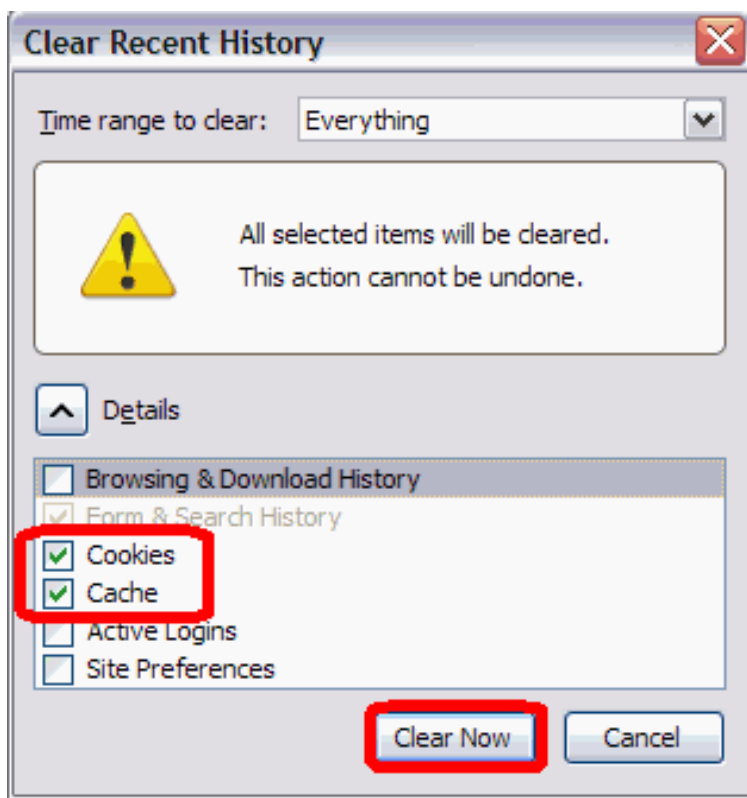 Clear Recent History
Time range to clear: Everything
All selected items will be cleared.
This action cannot be undone.
Details
Browsing & Download History
Form & Search History
Cookies
Cache
Active Logins
Site Preferences
Clear Now Cancel